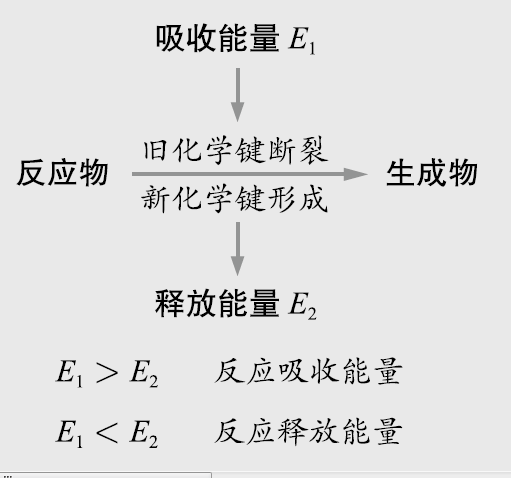 吸收能量 E₁
旧化学键断裂
反应物 生成物
新化学键形成
释放能量 E₂
E₁ > E₂ 反应吸收能量
E₁ < E₂ 反应释放能量